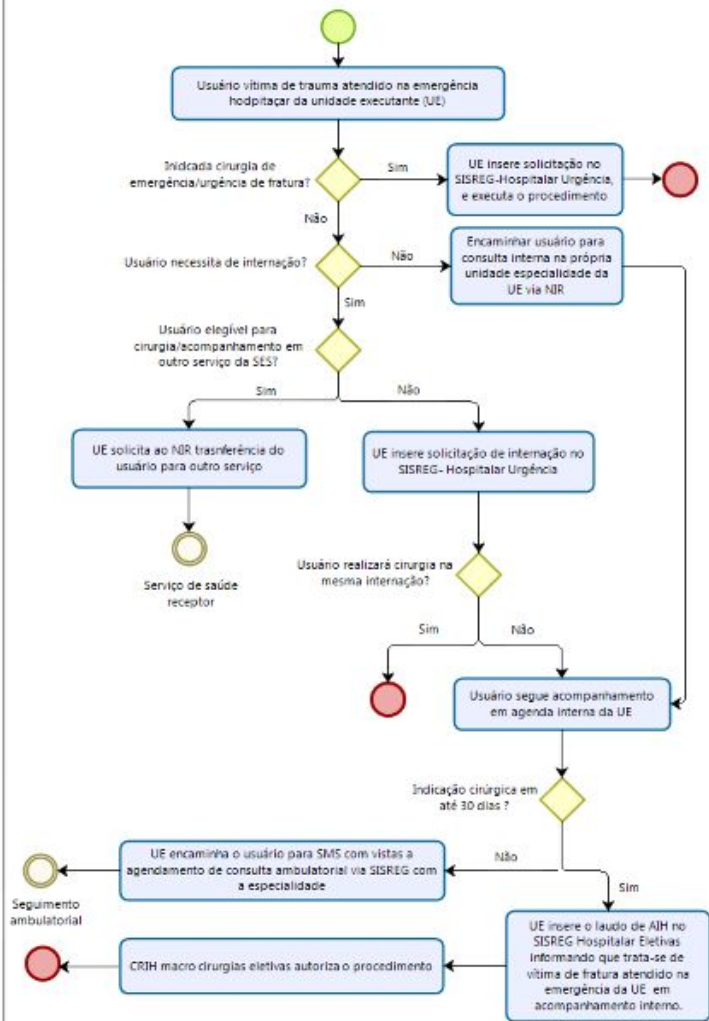 Usuário vítima de trauma atendido na emergência
hodpitaçar da unidade executante (UE)
Inidcada cirurgia de
emergência/urgência de fratura?
Sim
UE insere solicitação no
SISREG-Hospitalar Urgência,
e executa o procedimento
Não
Usuário necessita de internação?
Não
Encaminhar usuário para
consulta interna na própria
unidade especialidade da
UE via NIR
Sim
Usuário elegível para
cirurgia/acompanhamento em
outro serviço da SES?
Sim
Não
UE solicita ao NIR trasnferência do
usuário para outro serviço
UE insere solicitação de internação no
SISREG- Hospitalar Urgência
Serviço de saúde
receptor
Usuário realizará cirurgia na
mesma internação?
Sim
Não
Usuário segue acompanhamento
em agenda interna da UE
Indicação cirúrgica em
até 30 dias ?
Não
Sim
UE encaminha o usuário para SMS com vistas a
agendamento de consulta ambulatorial via SISREG com
a especialidade
Seguimento
ambulatorial
UE insere o laudo de AIH no
SISREG Hospitalar Eletivas
informando que trata-se de
vítima de fratura atendido na
emergência da UE em
acompanhamento interno.
CRIH macro cirurgias eletivas autoriza o procedimento